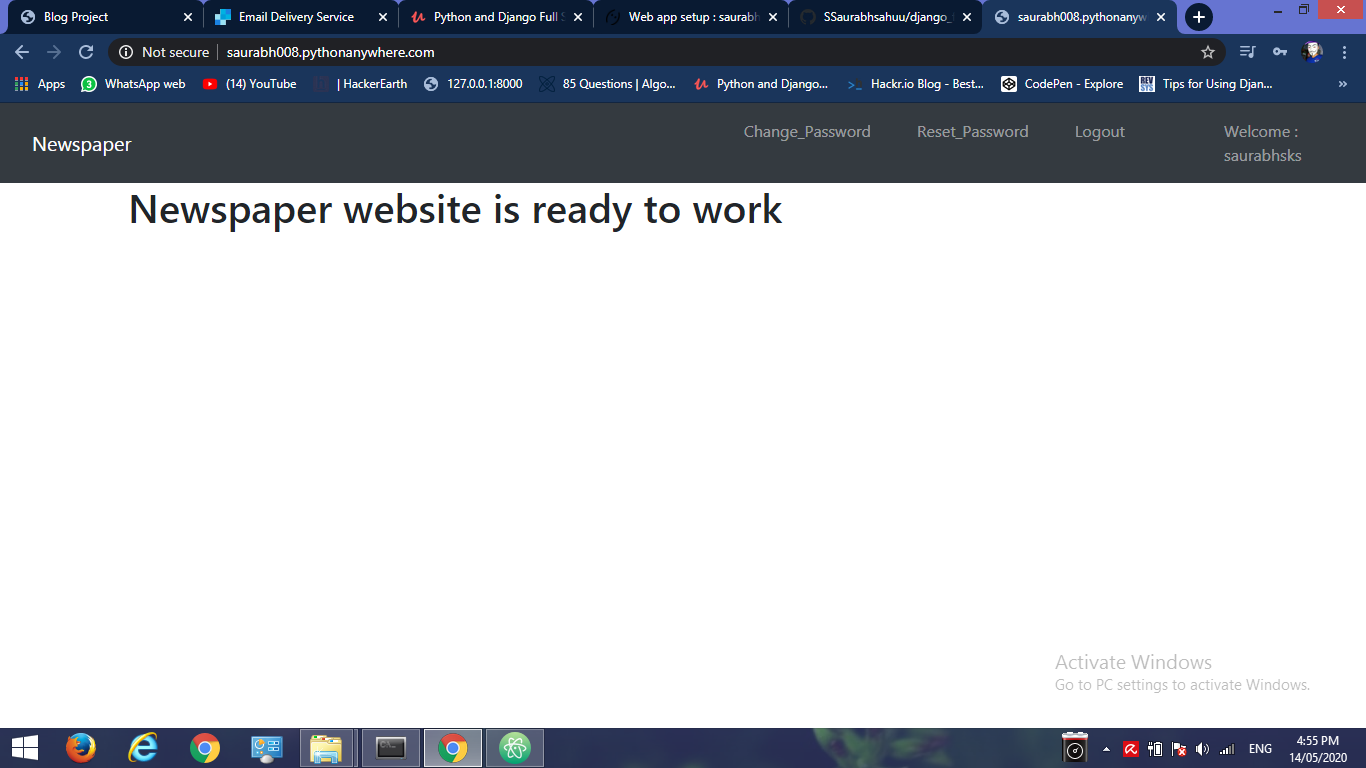 Blog Project
Email Delivery Service
Python and Django Full S
Web app setup : saurabh
SSaurabhsahuu/django_
saurabh008.pythonanyw
Not secure
saurabh008.pythonanywhere.com
Apps
3
WhatsApp web
(14) YouTube
| HackerEarth
127.0.0.1:8000
85 Questions | Algo...
Python and Django...
Hackr.io Blog - Best...
CodePen - Explore
Tips for Using Djan...
»
Newspaper
Change_Password
Reset_Password
Logout
Welcome :
saurabhsks
Newspaper website is ready to work
Activate Windows
Go to PC settings to activate Windows.
ENG
4:55 PM
14/05/2020